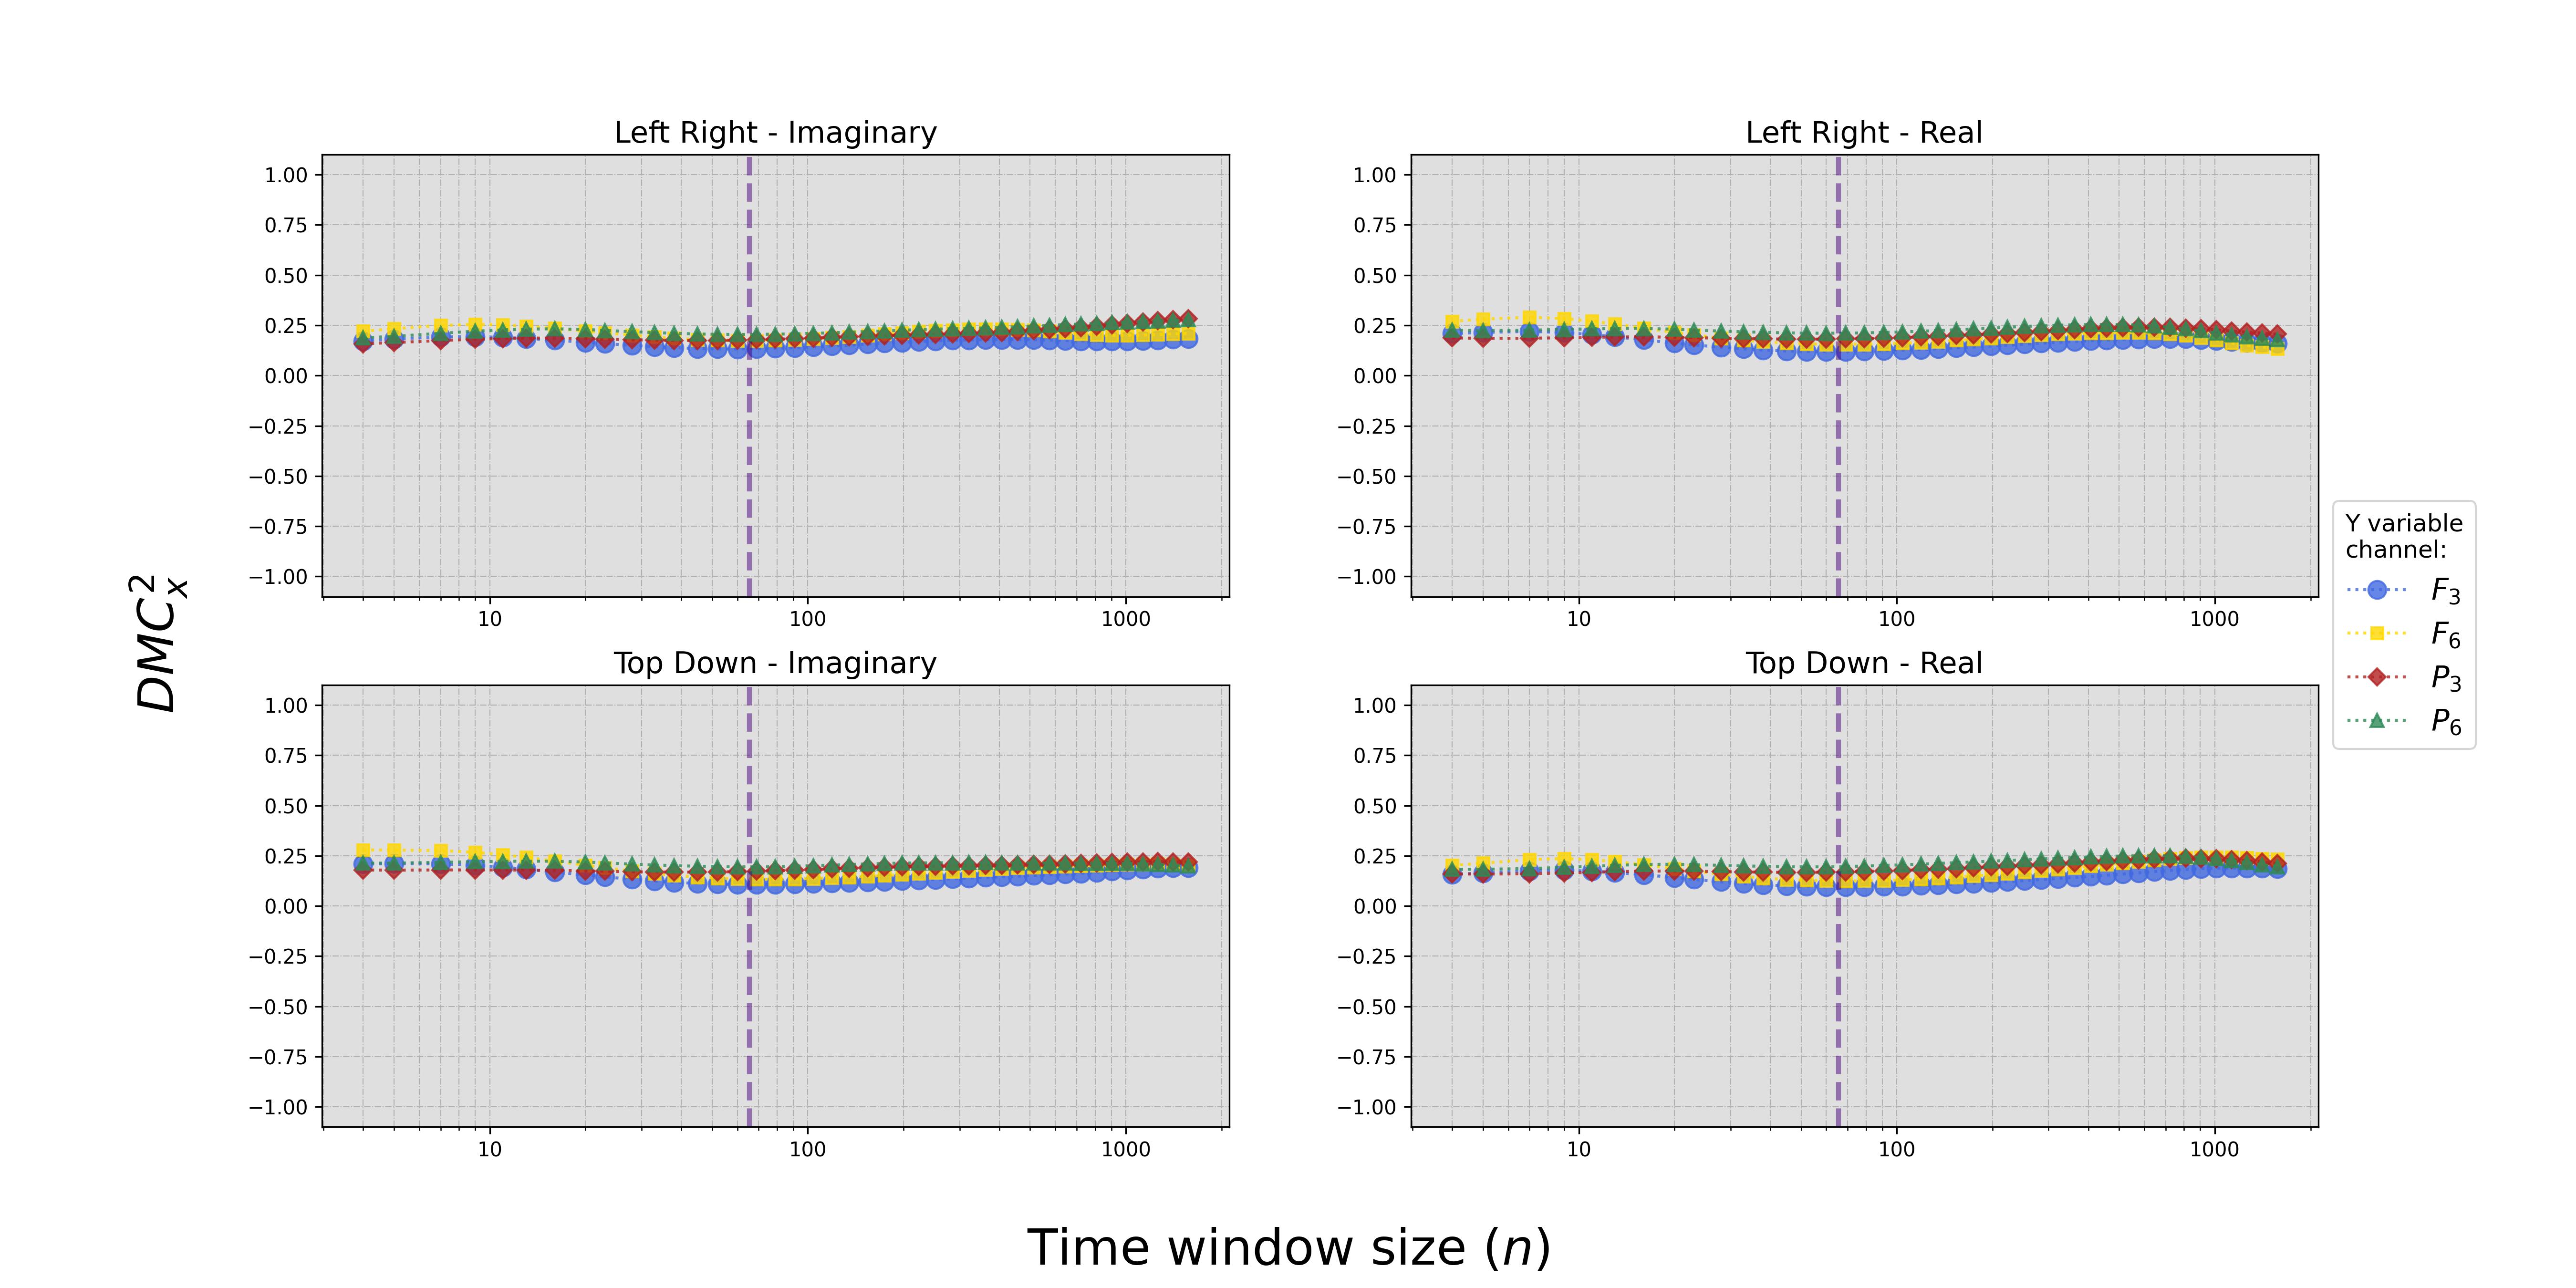 Left Right - Imaginary
1.00
0.75
0.50
0.25
0.00
−0.25
−0.50
−0.75
−1.00
10 100 1000
Left Right - Real
1.00
0.75
0.50
0.25
0.00
−0.25
−0.50
−0.75
−1.00
10 100 1000
Top Down - Imaginary
1.00
0.75
0.50
0.25
0.00
−0.25
−0.50
−0.75
−1.00
10 100 1000
Top Down - Real
1.00
0.75
0.50
0.25
0.00
−0.25
−0.50
−0.75
−1.00
10 100 1000
Y variable
channel:
F₃
F₆
P₃
P₆
DMC²ₓ
Time window size (n)